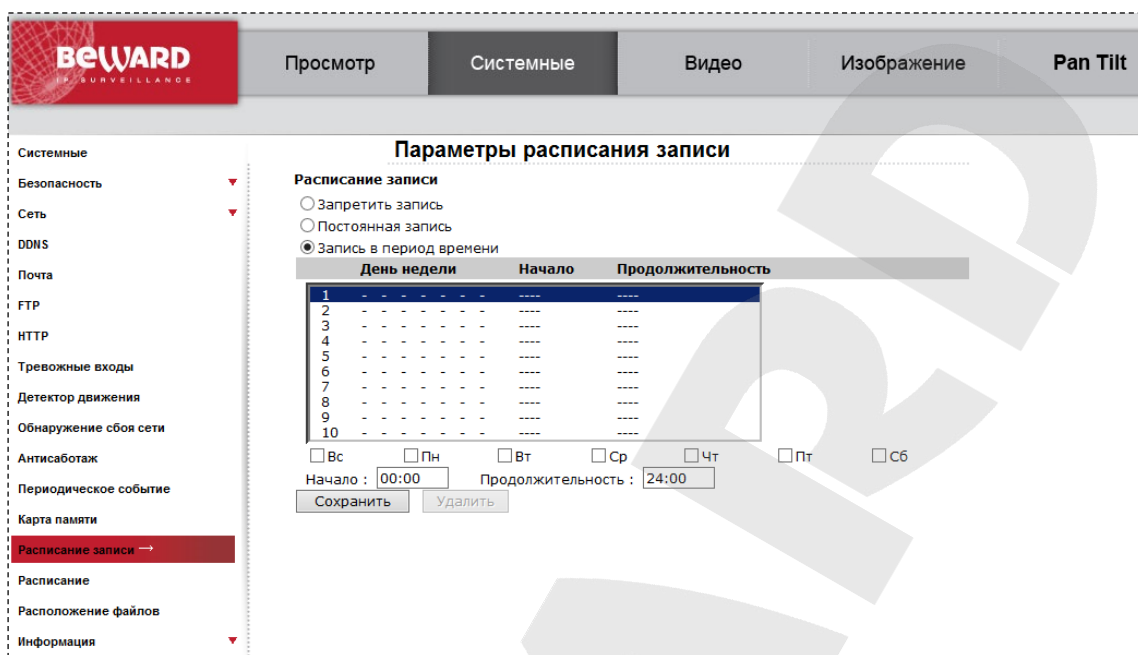 BEWARD
IP SURVEILLANCE
Просмотр Системные Видео Изображение Pan Tilt
Системные
Безопасность
Сеть
DDNS
Почта
FTP
HTTP
Тревожные входы
Детектор движения
Обнаружение сбоя сети
Антисаботаж
Периодическое событие
Карта памяти
Расписание записи →
Расписание
Расположение файлов
Информация
Параметры расписания записи
Расписание записи
Запретить запись
Постоянная запись
Запись в период времени
День недели Начало Продолжительность
1 - - - - - - - ---- ----
2 - - - - - - - ---- ----
3 - - - - - - - ---- ----
4 - - - - - - - ---- ----
5 - - - - - - - ---- ----
6 - - - - - - - ---- ----
7 - - - - - - - ---- ----
8 - - - - - - - ---- ----
9 - - - - - - - ---- ----
10 - - - - - - - ---- ----
Вс Пн Вт Ср Чт Пт Сб
Начало : 00:00 Продолжительность : 24:00
Сохранить Удалить